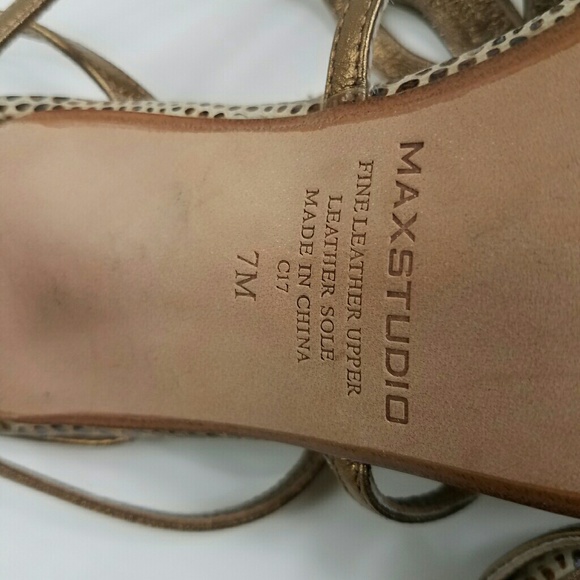 MAXSTUDIO
FINE LEATHER UPPER
LEATHER SOLE
MADE IN CHINA
C17
7M